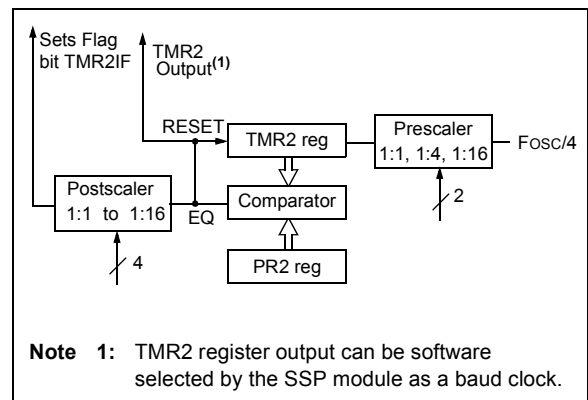 Sets Flag
bit TMR2IF
TMR2
Output(1)
RESET
TMR2 reg
Prescaler
1:1, 1:4, 1:16
FOSC/4
2
Postscaler
1:1 to 1:16
EQ
Comparator
4
PR2 reg
Note 1: TMR2 register output can be software
selected by the SSP module as a baud clock.